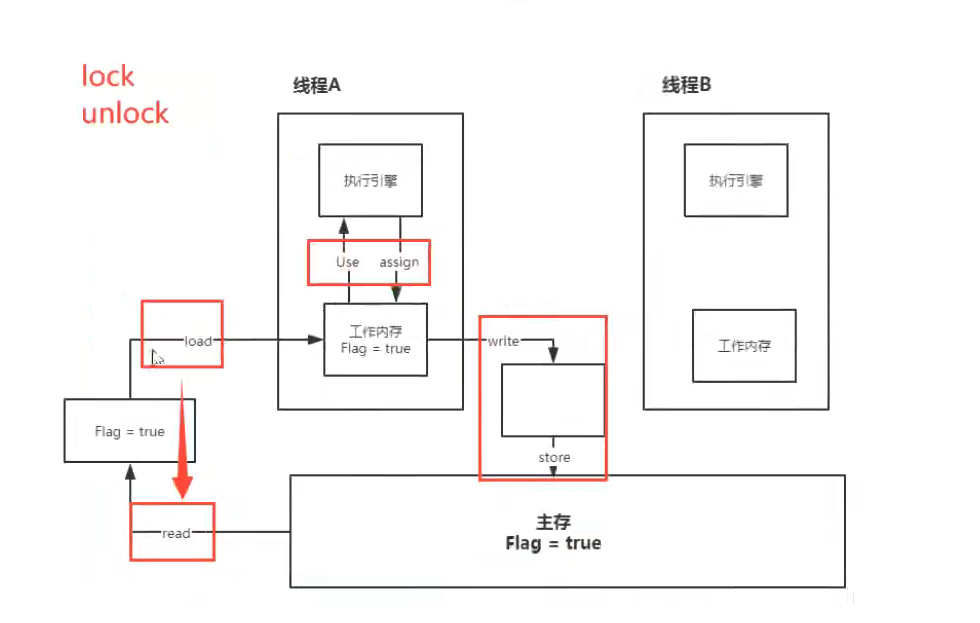 lock
unlock
线程A
线程B
执行引擎
执行引擎
Use
assign
load
工作内存
Flag = true
write
工作内存
Flag = true
store
read
主存
Flag = true